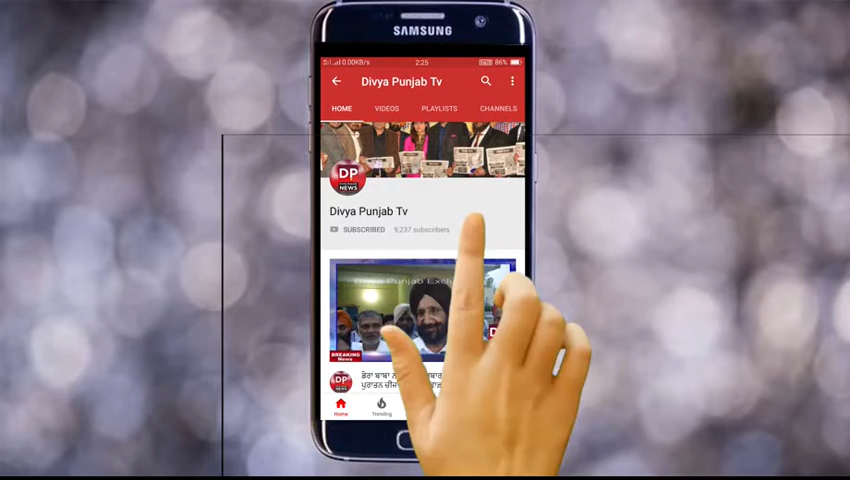 SAMSUNG
0.00KB/s 2:25 86%
Divya Punjab Tv
HOME VIDEOS PLAYLISTS CHANNELS
DP
NEWS
Divya Punjab Tv
SUBSCRIBED 9,237 subscribers
Divya Punjab
BREAKING
News
DP
ਡੇਰਾ ਬਾਬਾ
ਪੁਰਾਤਨ
Home Trending